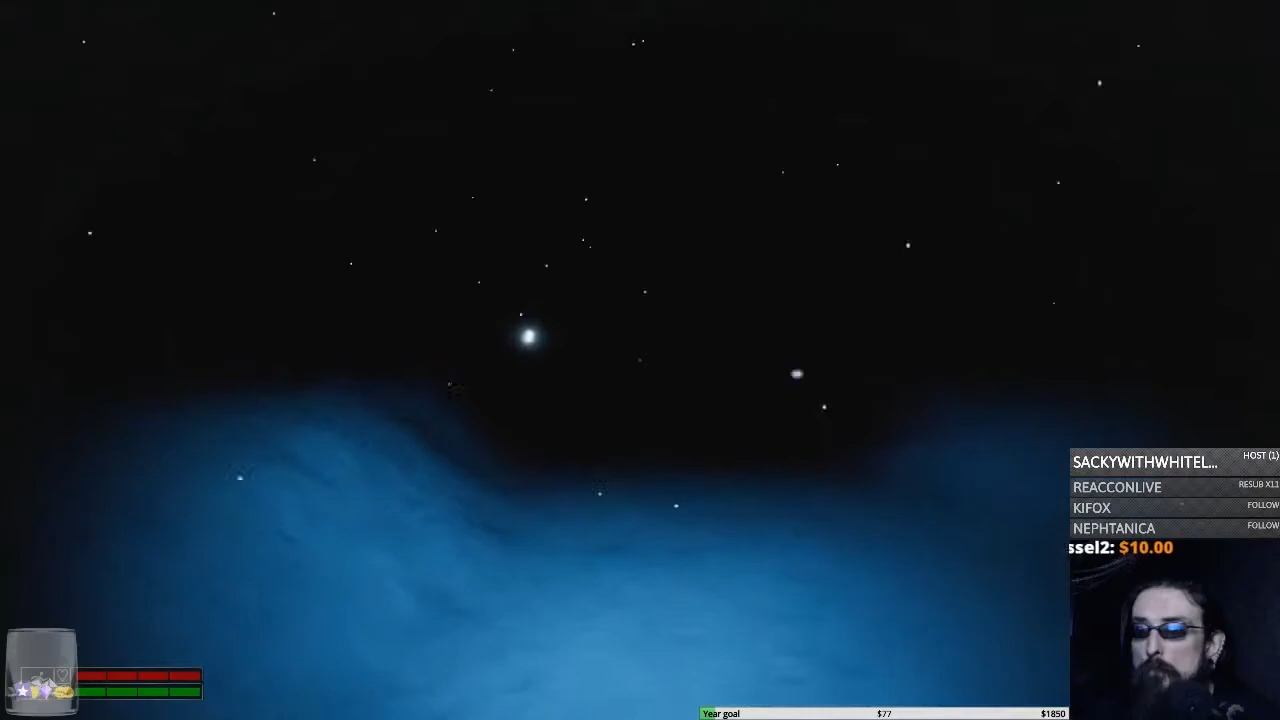 SACKYWITHWHITEL... HOST (1)
REACCONLIVE RESUB X11
KIFOX FOLLOW
NEPHTANICA FOLLOW
ssel2: $10.00
Year goal $77 $1850